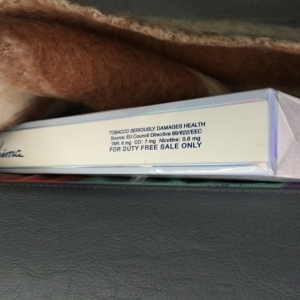 TOBACCO SERIOUSLY DAMAGES HEALTH
Source: EU Council Directive 89/622/EEC
TAR: 6 mg CO: 7 mg Nicotine: 0.6 mg
FOR DUTY FREE SALE ONLY